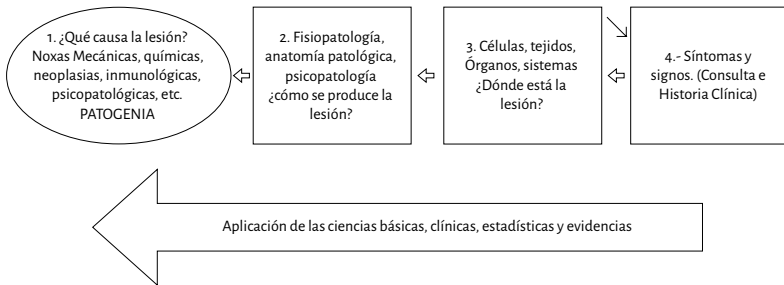 1. ¿Qué causa la lesión?
Noxas Mecánicas, químicas,
neoplasias, inmunológicas,
psicopatológicas, etc.
PATOGENIA
2. Fisiopatología,
anatomía patológica,
psicopatología
¿cómo se produce la
lesión?
3. Células, tejidos,
Órganos, sistemas
¿Dónde está la
lesión?
4.- Síntomas y
signos. (Consulta e
Historia Clínica)
Aplicación de las ciencias básicas, clínicas, estadísticas y evidencias